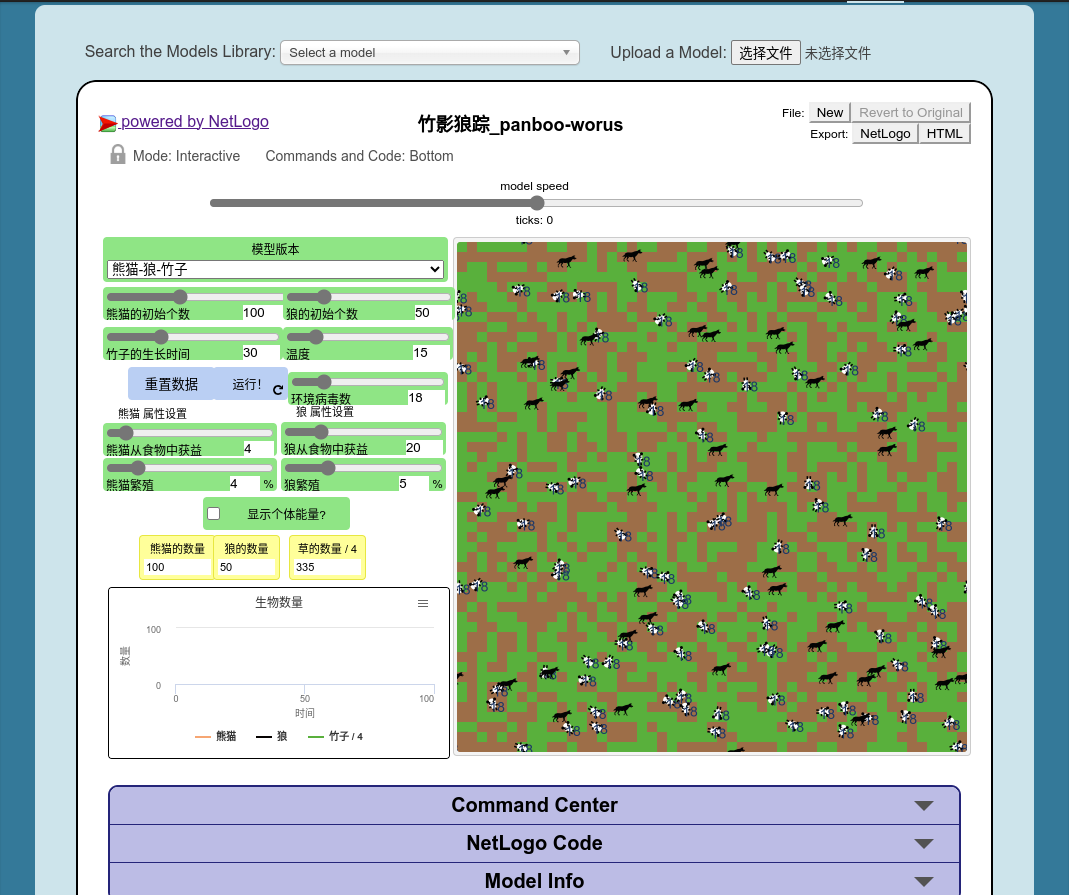 Search the Models Library: Select a model Upload a Model: 选择文件 未选择文件
powered by NetLogo 竹影狼踪_panboo-worus File: New Revert to Original
Export: NetLogo HTML
Mode: Interactive Commands and Code: Bottom
model speed
ticks: 0
模型版本
熊猫-狼-竹子
熊猫的初始个数 100 狼的初始个数 50
竹子的生长时间 30 温度 15
重置数据 运行! 环境病毒数 18
熊猫 属性设置 狼 属性设置
熊猫从食物中获益 4 狼从食物中获益 20
熊猫繁殖 4 % 狼繁殖 5 %
显示个体能量?
熊猫的数量 狼的数量 草的数量 / 4
100 50 335
生物数量
100
数量
0
0 50 100
时间
熊猫 狼 竹子 / 4
Command Center
NetLogo Code
Model Info